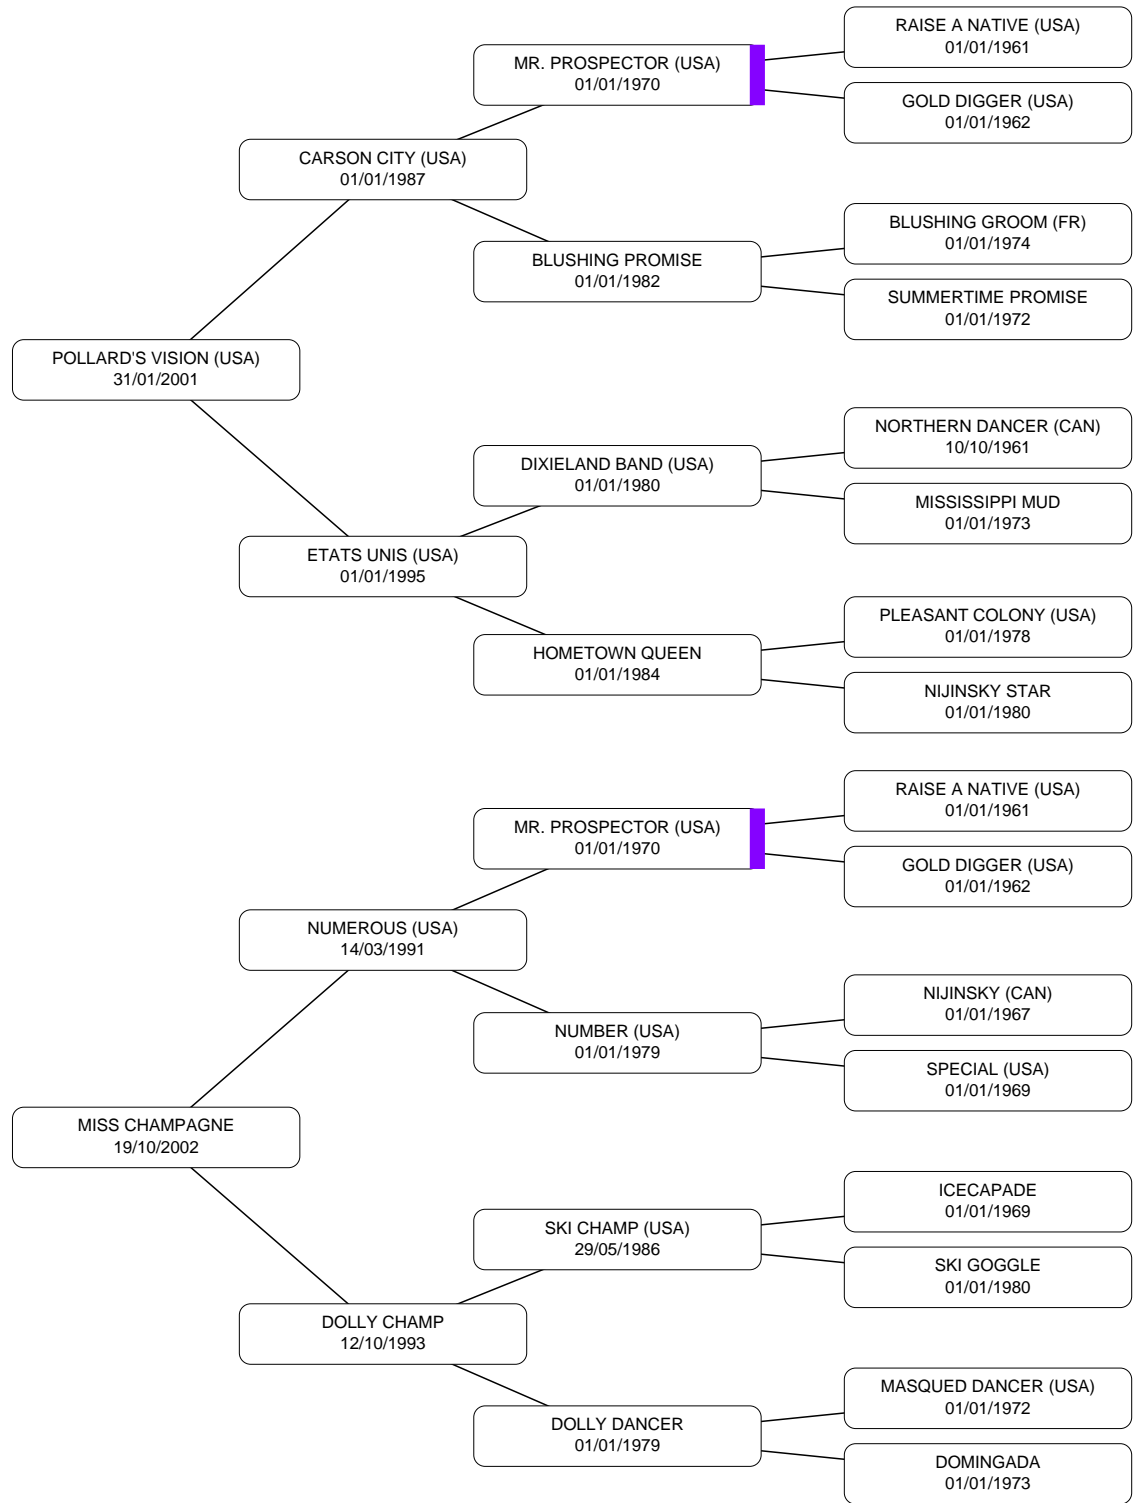 RAISE A NATIVE (USA)
01/01/1961
MR. PROSPECTOR (USA)
01/01/1970
GOLD DIGGER (USA)
01/01/1962
CARSON CITY (USA)
01/01/1987
BLUSHING GROOM (FR)
01/01/1974
BLUSHING PROMISE
01/01/1982
SUMMERTIME PROMISE
01/01/1972
POLLARD'S VISION (USA)
31/01/2001
NORTHERN DANCER (CAN)
10/10/1961
DIXIELAND BAND (USA)
01/01/1980
MISSISSIPPI MUD
01/01/1973
ETATS UNIS (USA)
01/01/1995
PLEASANT COLONY (USA)
01/01/1978
HOMETOWN QUEEN
01/01/1984
NIJINSKY STAR
01/01/1980
RAISE A NATIVE (USA)
01/01/1961
MR. PROSPECTOR (USA)
01/01/1970
GOLD DIGGER (USA)
01/01/1962
NUMEROUS (USA)
14/03/1991
NIJINSKY (CAN)
01/01/1967
NUMBER (USA)
01/01/1979
SPECIAL (USA)
01/01/1969
MISS CHAMPAGNE
19/10/2002
ICECAPADE
01/01/1969
SKI CHAMP (USA)
29/05/1986
SKI GOGGLE
01/01/1980
DOLLY CHAMP
12/10/1993
MASQUED DANCER (USA)
01/01/1972
DOLLY DANCER
01/01/1979
DOMINGADA
01/01/1973